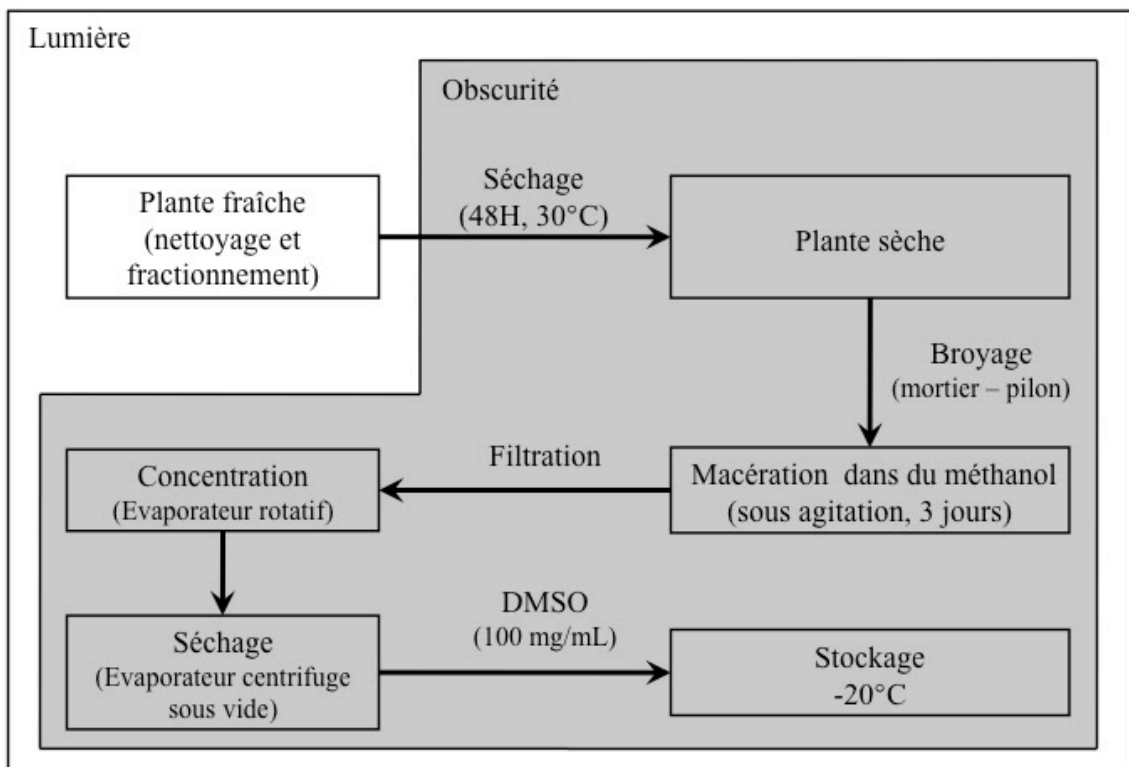 Lumière
Obscurité
Plante fraîche
(nettoyage et
fractionnement)
Séchage
(48H, 30°C)
Plante sèche
Broyage
(mortier – pilon)
Macération dans du méthanol
(sous agitation, 3 jours)
Filtration
Concentration
(Evaporateur rotatif)
Séchage
(Evaporateur centrifuge
sous vide)
DMSO
(100 mg/mL)
Stockage
-20°C